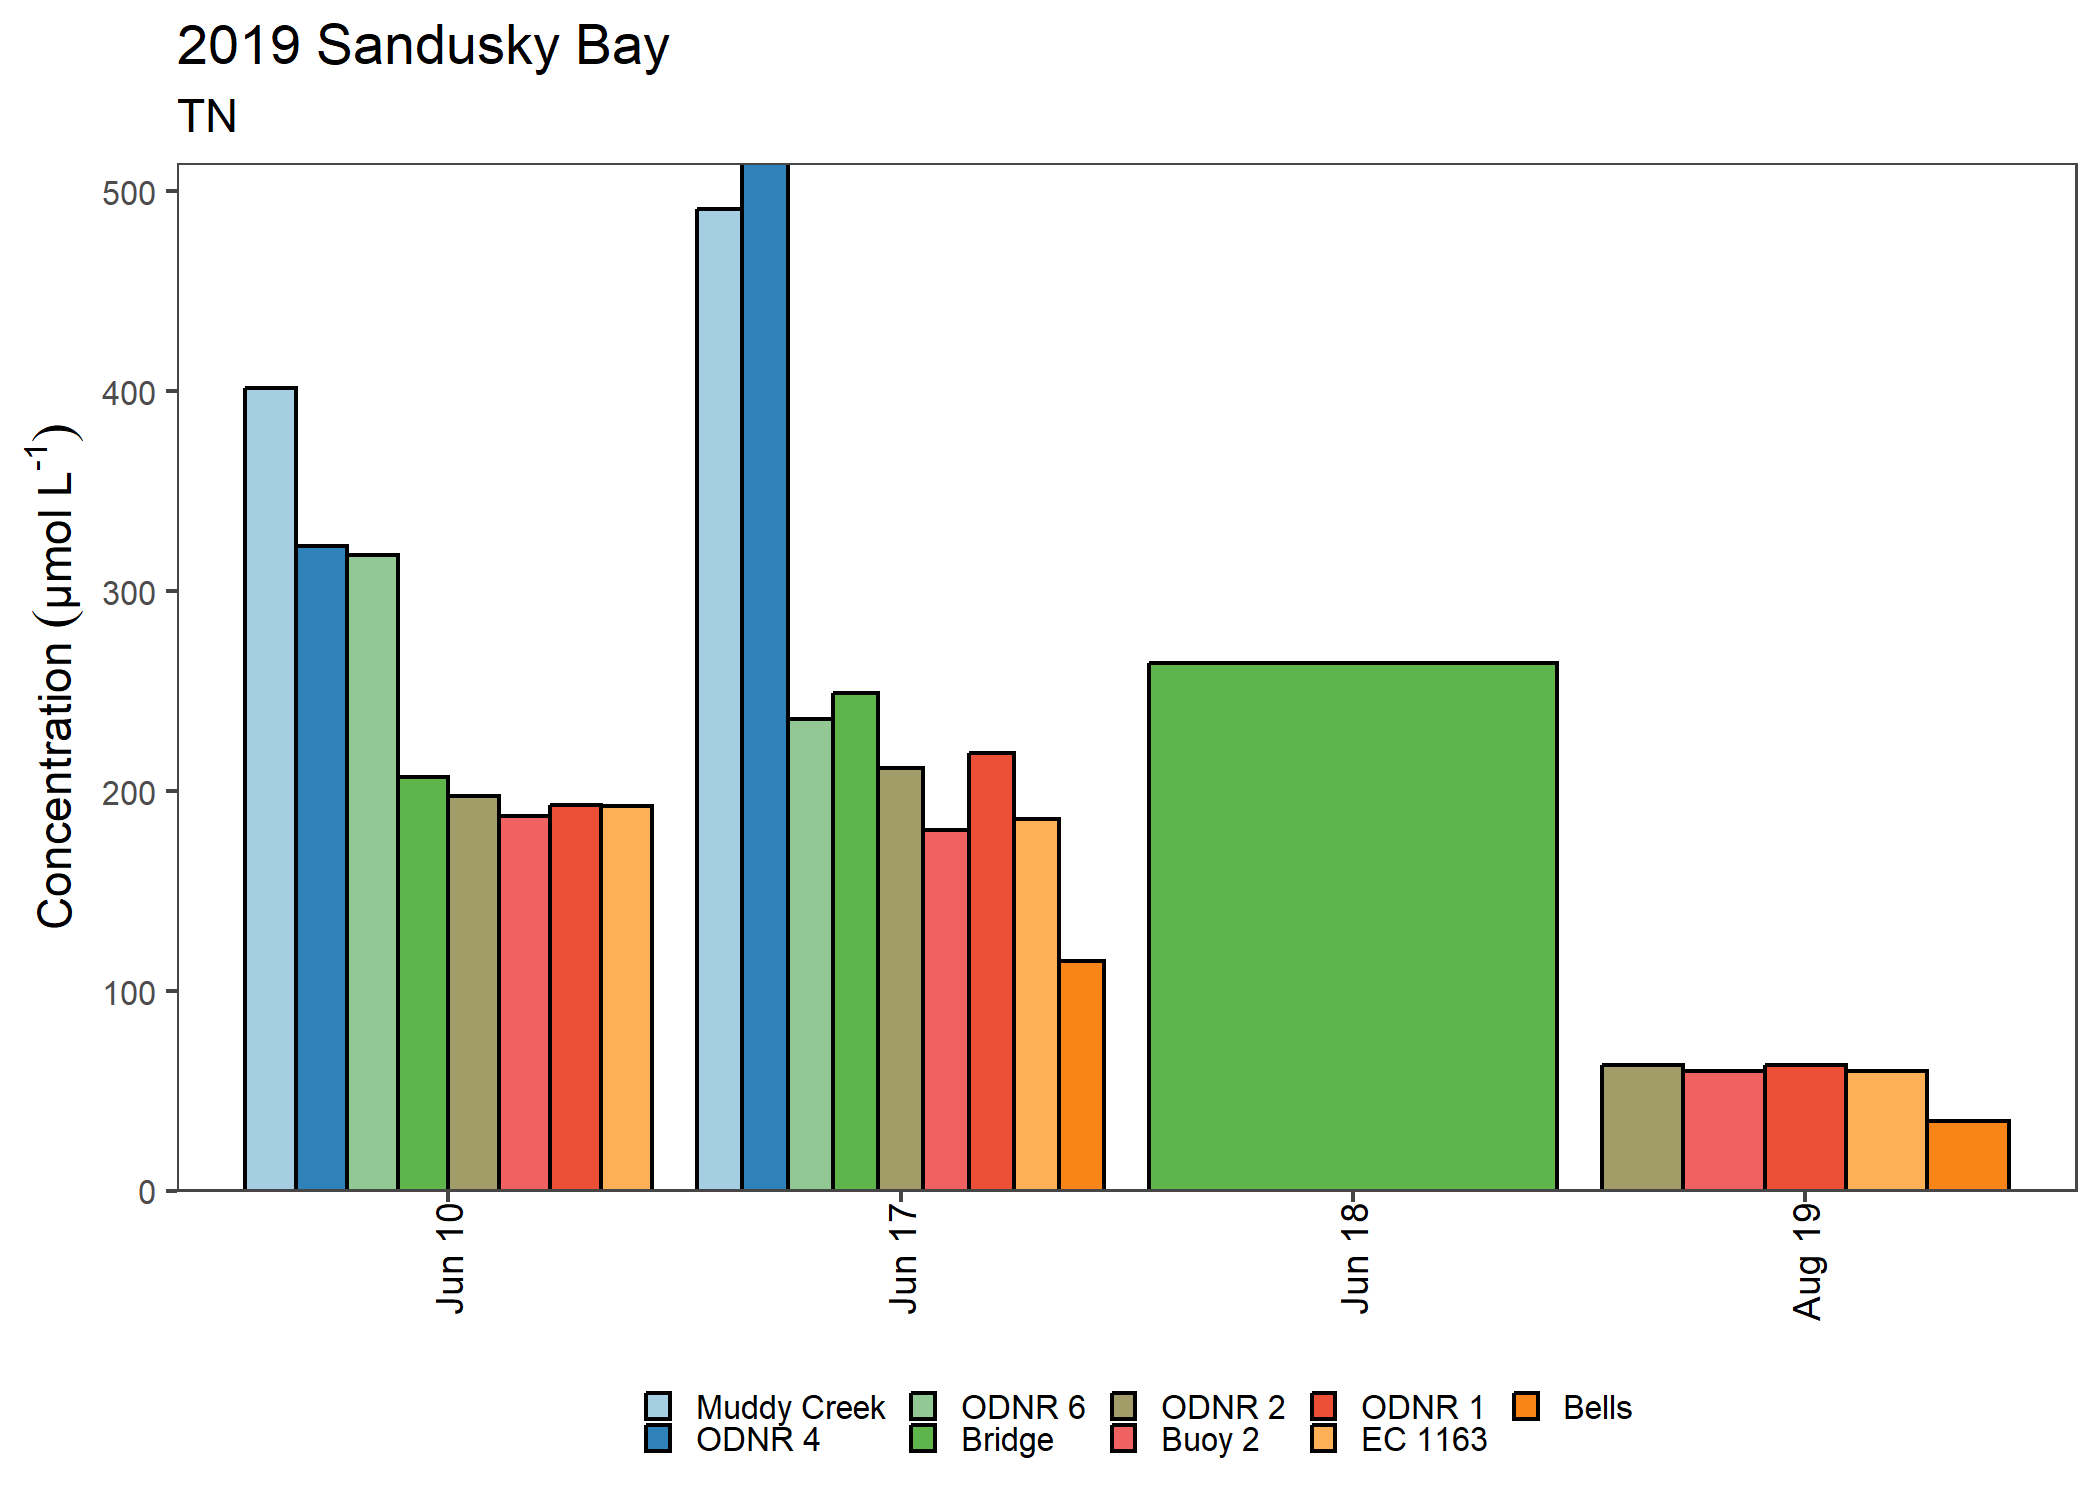 2019 Sandusky Bay
TN
Concentration (µmol L⁻¹)
500
400
300
200
100
0
Jun 10
Jun 17
Jun 18
Aug 19
Muddy Creek
ODNR 6
ODNR 2
ODNR 1
Bells
ODNR 4
Bridge
Buoy 2
EC 1163